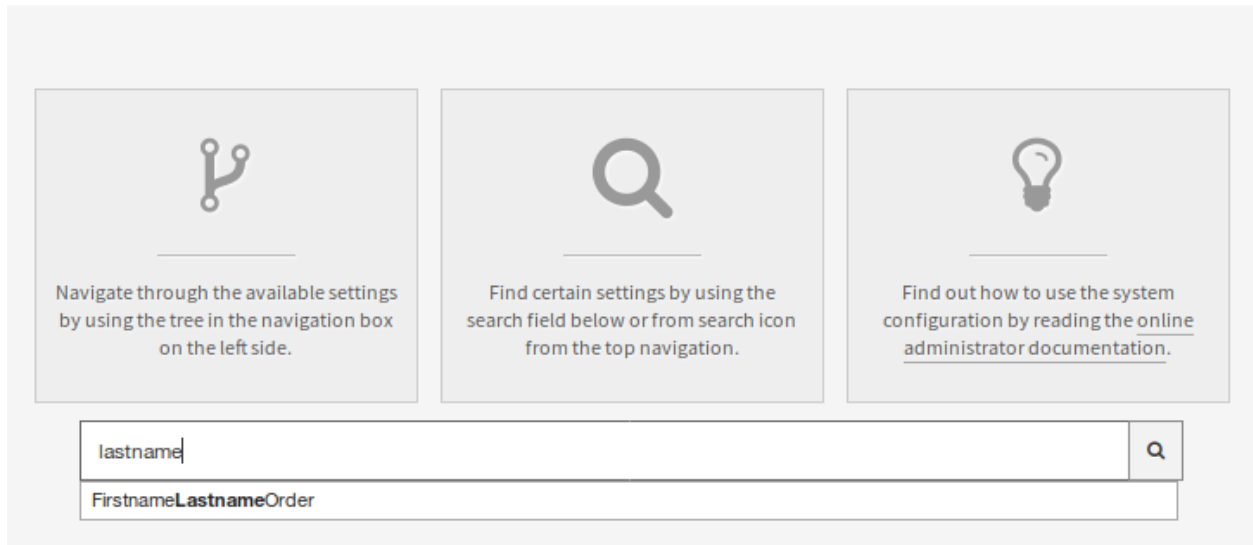 Navigate through the available settings
by using the tree in the navigation box
on the left side.
Find certain settings by using the
search field below or from search icon
from the top navigation.
Find out how to use the system
configuration by reading the online
administrator documentation.
lastname
FirstnameLastnameOrder